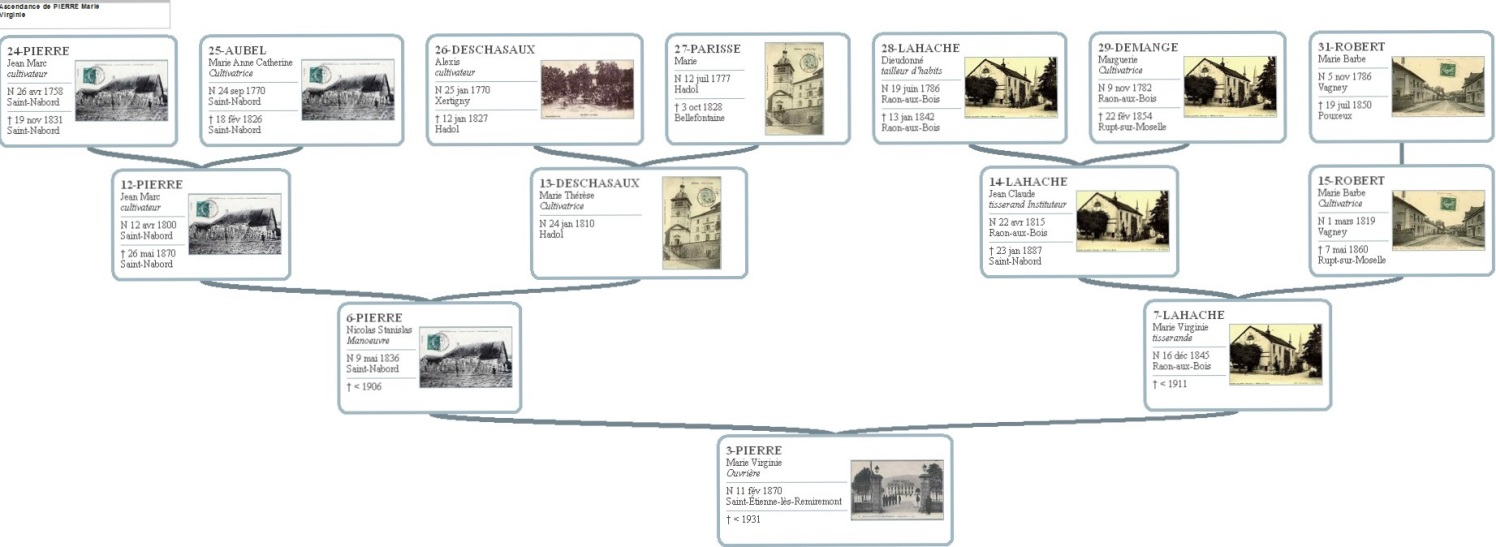 Ascendance de PIERRE Marie
Virginie
24-PIERRE
Jean Marc
cultivateur
N 26 avr 1758
Saint-Nabord
† 19 nov 1831
Saint-Nabord
25-AUBEL
Marie Anne Catherine
Cultivatrice
N 24 sep 1770
Saint-Nabord
† 18 fév 1826
Saint-Nabord
26-DESCHASAUX
Alexis
cultivateur
N 25 jan 1770
Xertigny
† 12 jan 1827
Hadol
27-PARISSE
Marie
N 12 juil 1777
Hadol
† 3 oct 1828
Bellefontaine
28-LAHACHE
Dieudonné
tailleur d'habits
N 19 juin 1786
Raon-aux-Bois
† 13 jan 1842
Raon-aux-Bois
29-DEMANGE
Marguerie
Cultivatrice
N 9 nov 1782
Raon-aux-Bois
† 22 fév 1854
Rupt-sur-Moselle
31-ROBERT
Marie Barbe
N 5 nov 1786
Vagney
† 19 juil 1850
Pouxeux
12-PIERRE
Jean Marc
cultivateur
N 12 avr 1800
Saint-Nabord
† 26 mai 1870
Saint-Nabord
13-DESCHASAUX
Marie Thérèse
Cultivatrice
N 24 jan 1810
Hadol
14-LAHACHE
Jean Claude
tisserand Instituteur
N 22 avr 1815
Raon-aux-Bois
† 23 jan 1887
Saint-Nabord
15-ROBERT
Marie Barbe
Cultivatrice
N 1 mars 1819
Vagney
† 7 mai 1860
Rupt-sur-Moselle
6-PIERRE
Nicolas Stanislas
Manoeuvre
N 9 mai 1836
Saint-Nabord
† < 1906
7-LAHACHE
Marie Virginie
tisserande
N 16 déc 1845
Raon-aux-Bois
† < 1911
3-PIERRE
Marie Virginie
Ouvrière
N 11 fév 1870
Saint-Étienne-lès-Remiremont
† < 1931